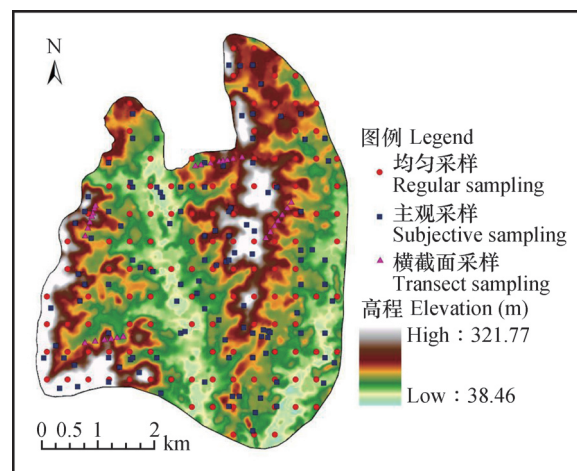 N
图例 Legend
均匀采样
Regular sampling
主观采样
Subjective sampling
横截面采样
Transect sampling
高程 Elevation (m)
High：321.77
Low：38.46
0 0.5 1 2
km